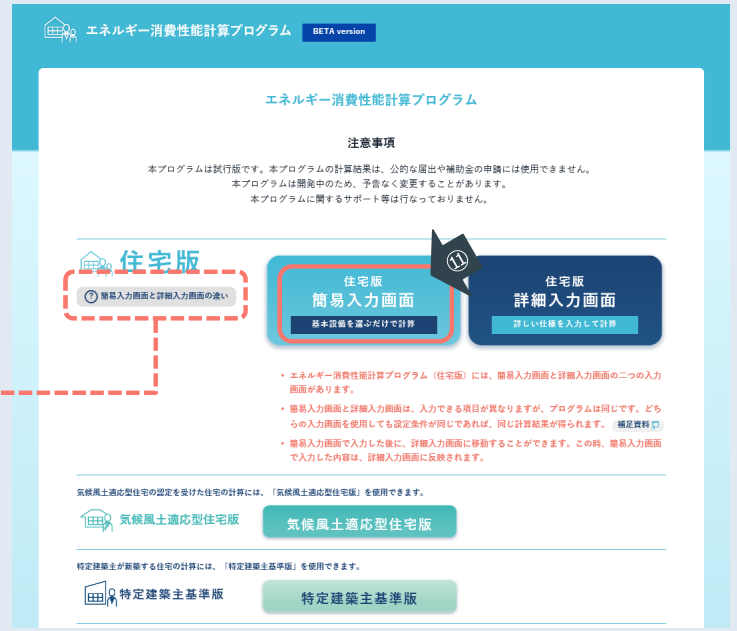 エネルギー消費性能計算プログラム BETA version
エネルギー消費性能計算プログラム
注意事項
本プログラムは試行版です。本プログラムの計算結果は、公的な届出や補助金の申請には使用できません。
本プログラムは開発中のため、予告なく変更することがあります。
本プログラムに関するサポート等は行なっておりません。
住宅版
? 簡易入力画面と詳細入力画面の違い
⑪
住宅版
簡易入力画面
基本設備を選ぶだけで計算
住宅版
詳細入力画面
詳しい仕様を入力して計算
• エネルギー消費性能計算プログラム（住宅版）には、簡易入力画面と詳細入力画面の二つの入力
画面があります。
• 簡易入力画面と詳細入力画面は、入力できる項目が異なりますが、プログラムは同じです。どち
らの入力画面を使用しても設定条件が同じであれば、同じ計算結果が得られます。 補足資料
• 簡易入力画面で入力した後に、詳細入力画面に移動することができます。この時、簡易入力画面
で入力した内容は、詳細入力画面に反映されます。
気候風土適応型住宅の認定を受けた住宅の計算には、「気候風土適応型住宅版」を使用できます。
気候風土適応型住宅版
気候風土適応型住宅版
特定建築主が新築する住宅の計算には、「特定建築主基準版」を使用できます。
特定建築主基準版
特定建築主基準版